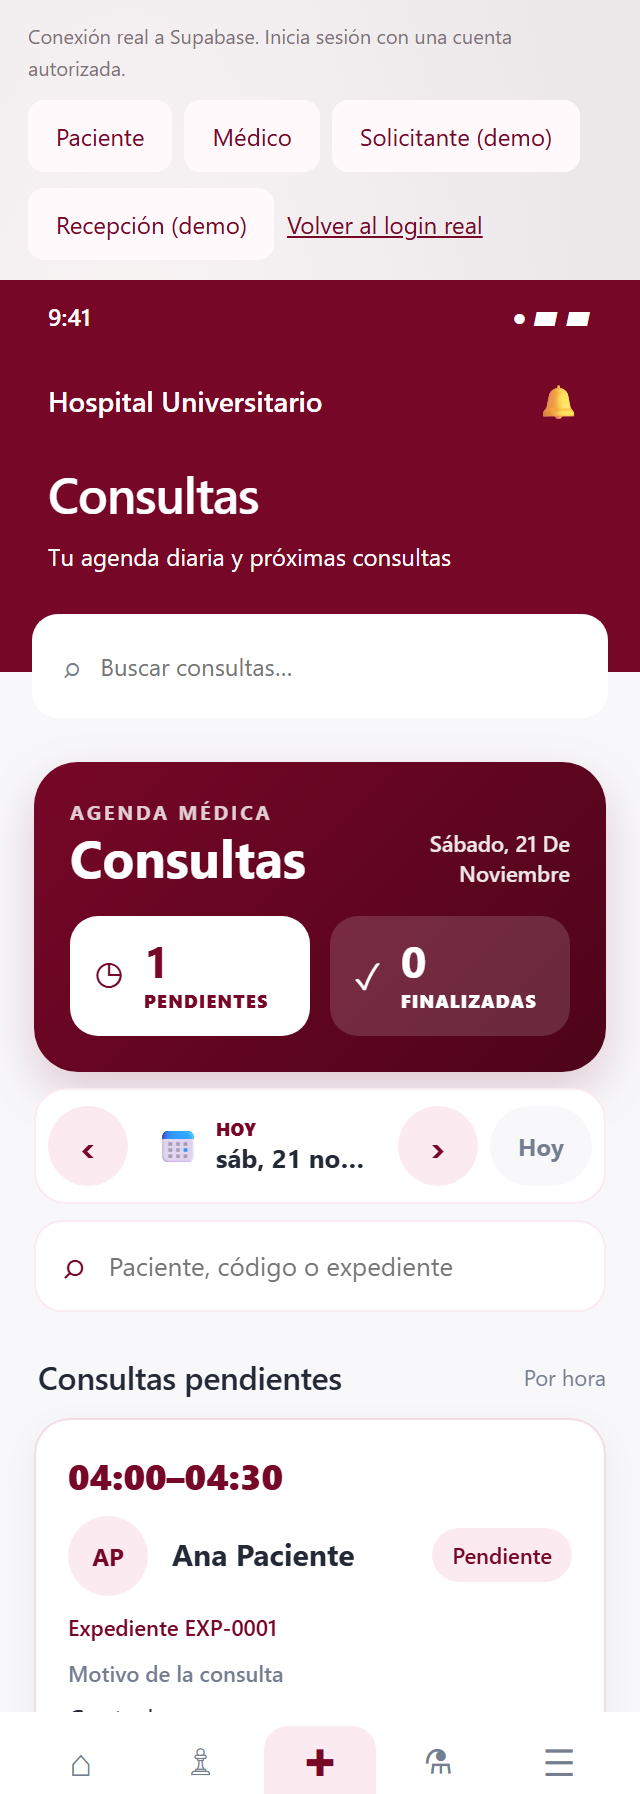 Conexión real a Supabase. Inicia sesión con una cuenta
autorizada.
Paciente
Médico
Solicitante (demo)
Recepción (demo)
Volver al login real
9:41
Hospital Universitario
Consultas
Tu agenda diaria y próximas consultas
Buscar consultas...
AGENDA MÉDICA
Consultas
Sábado, 21 De
Noviembre
1
PENDIENTES
0
FINALIZADAS
HOY
sáb, 21 no...
Hoy
Paciente, código o expediente
Consultas pendientes
Por hora
04:00–04:30
AP
Ana Paciente
Pendiente
Expediente EXP-0001
Motivo de la consulta